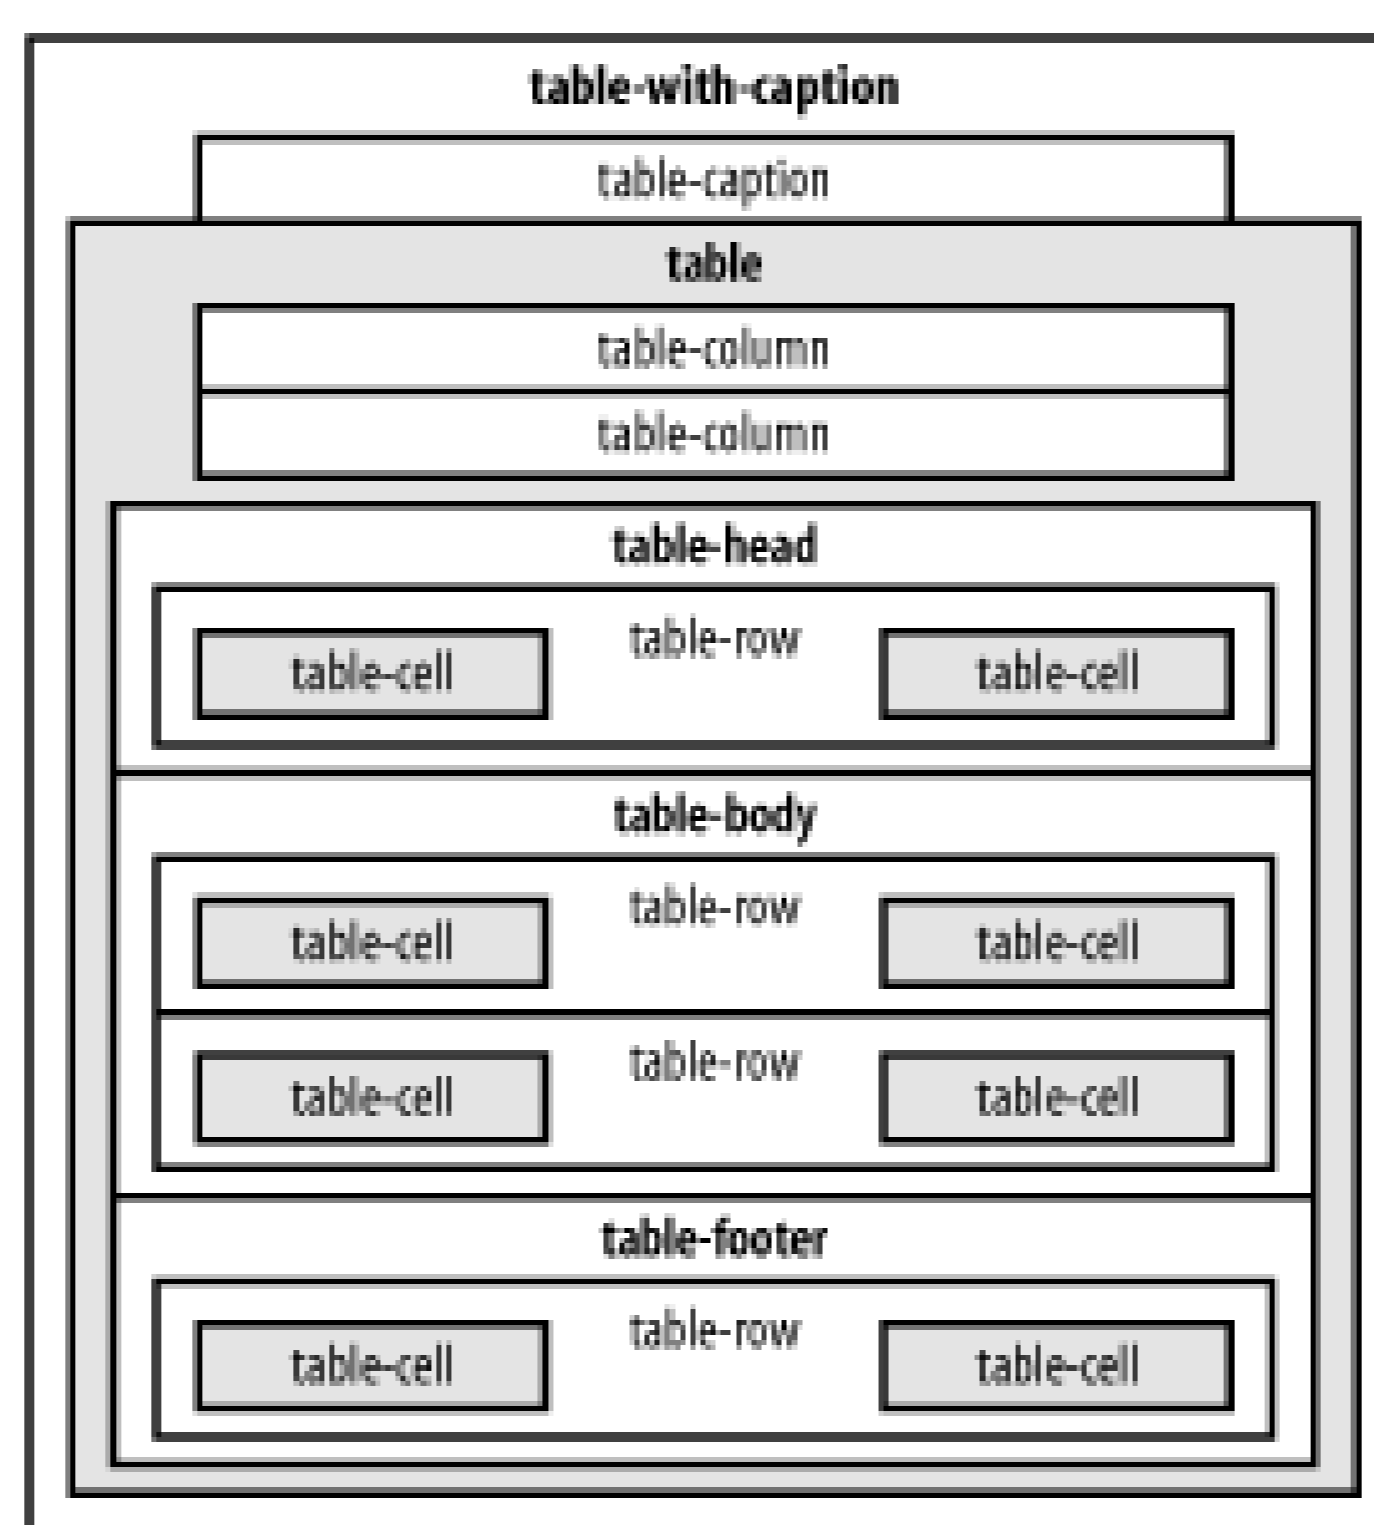 table-with-caption
table-caption
table
table-column
table-column
table-head
table-row
table-cell table-cell
table-body
table-row
table-cell table-cell
table-row
table-cell table-cell
table-footer
table-row
table-cell table-cell